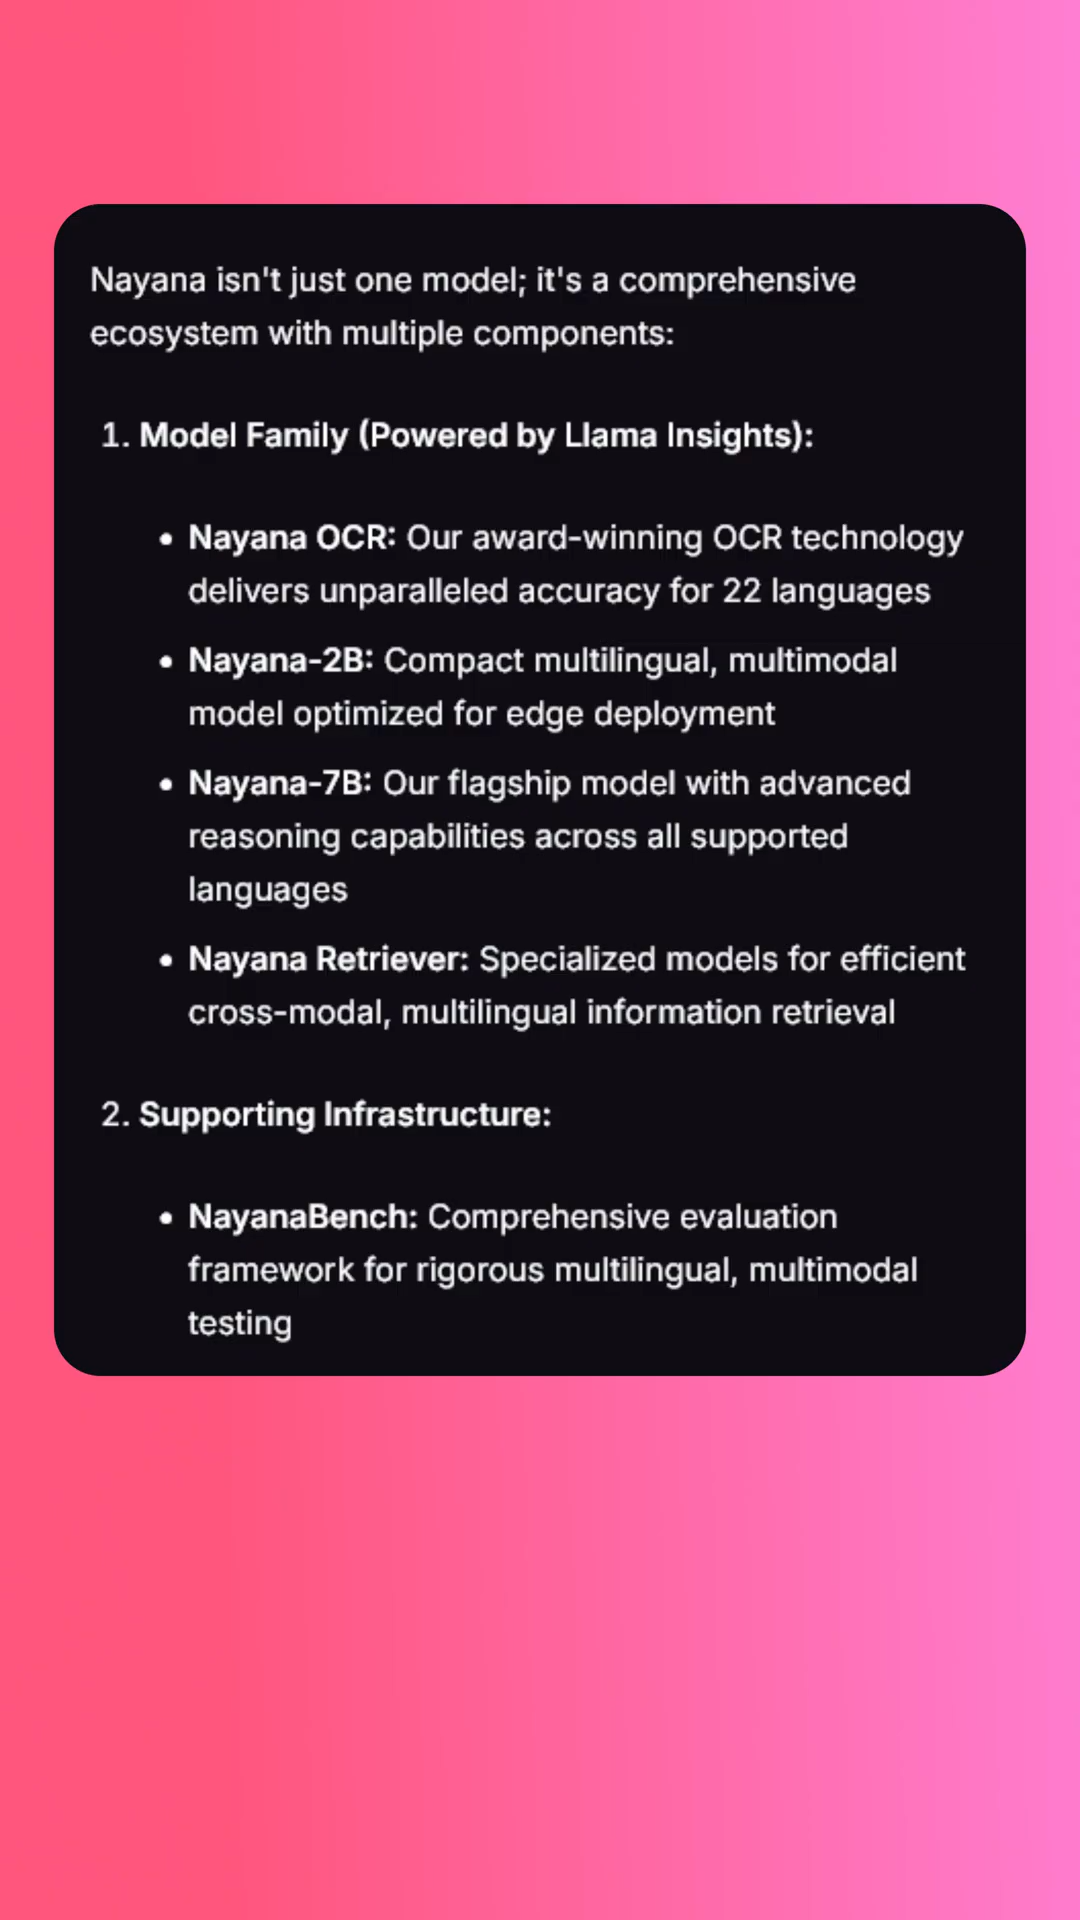 Nayana isn't just one model; it's a comprehensive
ecosystem with multiple components:
1. Model Family (Powered by Llama Insights):
• Nayana OCR: Our award-winning OCR technology
delivers unparalleled accuracy for 22 languages
• Nayana-2B: Compact multilingual, multimodal
model optimized for edge deployment
• Nayana-7B: Our flagship model with advanced
reasoning capabilities across all supported
languages
• Nayana Retriever: Specialized models for efficient
cross-modal, multilingual information retrieval
2. Supporting Infrastructure:
• NayanaBench: Comprehensive evaluation
framework for rigorous multilingual, multimodal
testing